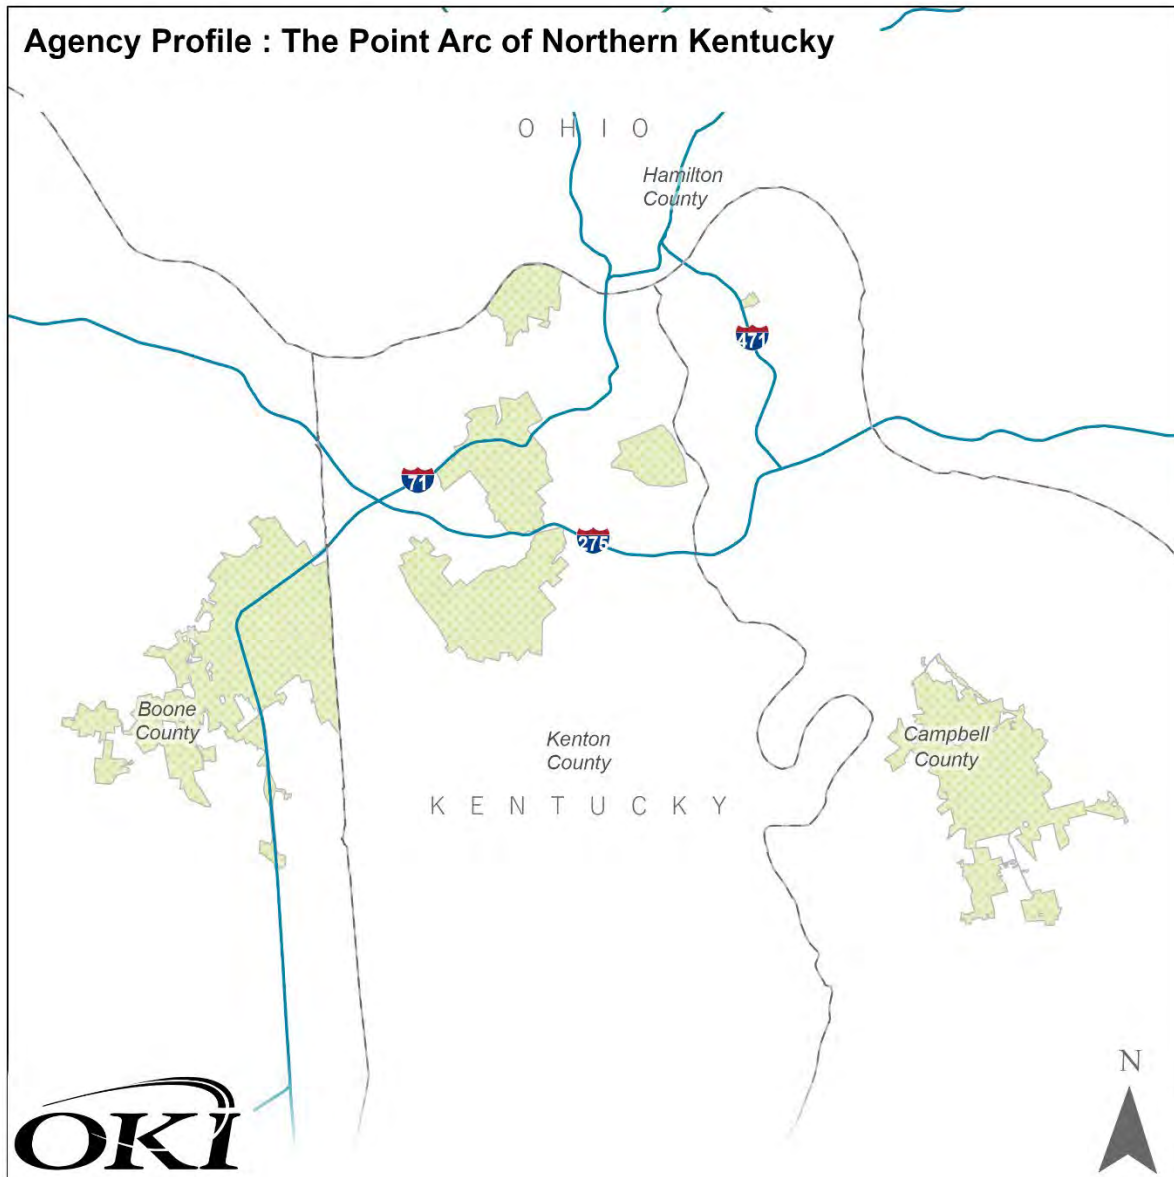 Agency Profile : The Point Arc of Northern Kentucky
OHIO
Hamilton
County
471
71
275
Boone
County
Kenton
County
Campbell
County
KENTUCKY
N
OKI